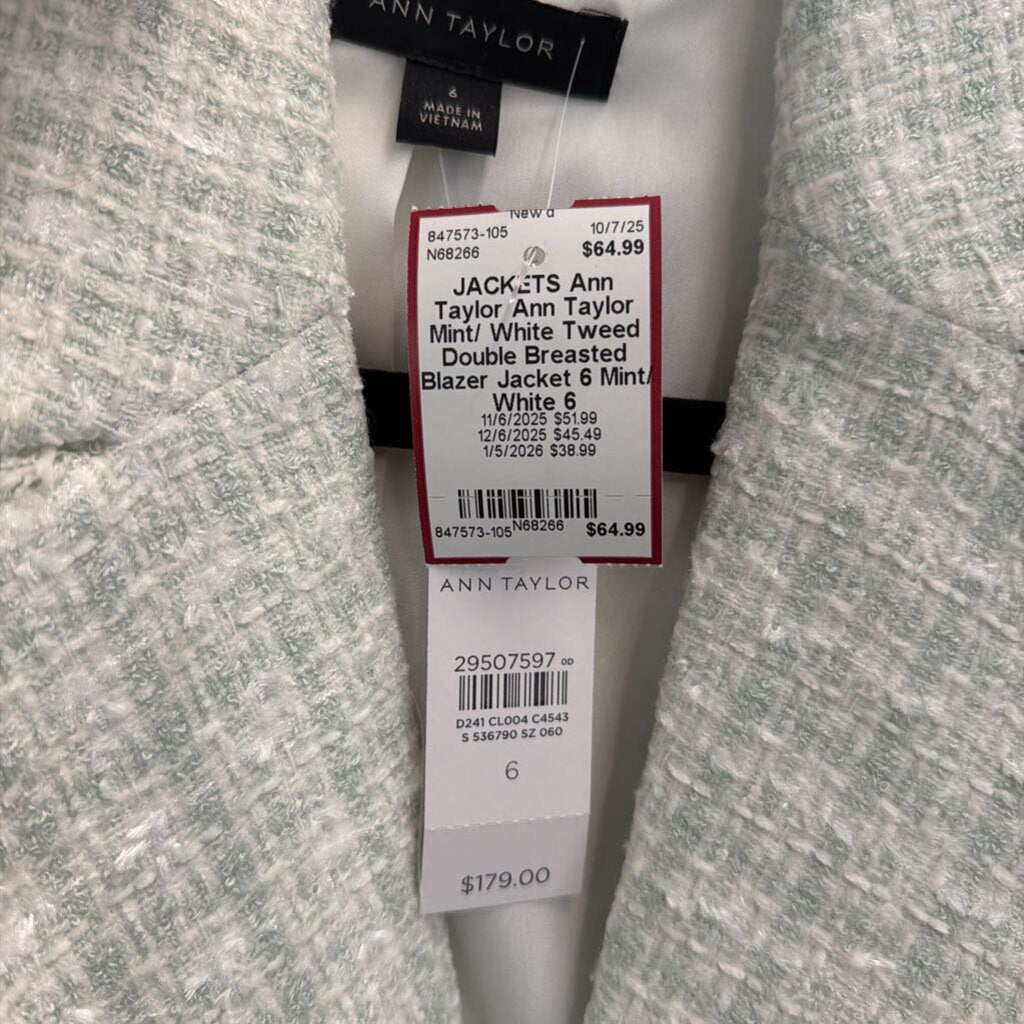 ANN TAYLOR
6
MADE IN
VIETNAM
New d
847573-105 10/7/25
N68266 $64.99
JACKETS Ann
Taylor Ann Taylor
Mint/ White Tweed
Double Breasted
Blazer Jacket 6 Mint/
White 6
11/6/2025 $51.99
12/6/2025 $45.49
1/5/2026 $38.99
847573-105 N68266 $64.99
ANN TAYLOR
29507597 OD
D241 CL004 C4543
S 536790 SZ 060
6
$179.00